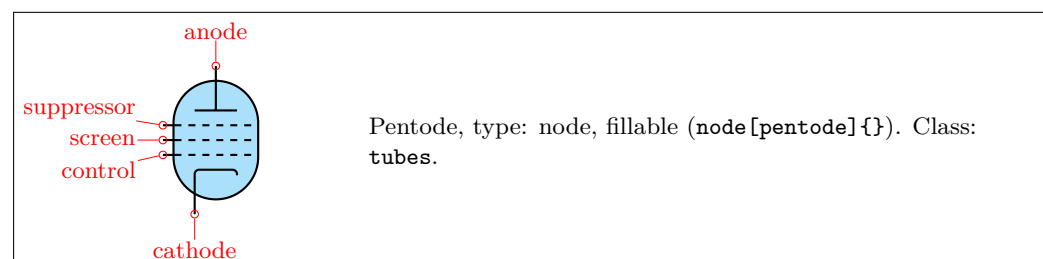 anode
suppressor
screen
control
cathode
Pentode, type: node, fillable (node[pentode]{}). Class:
tubes.